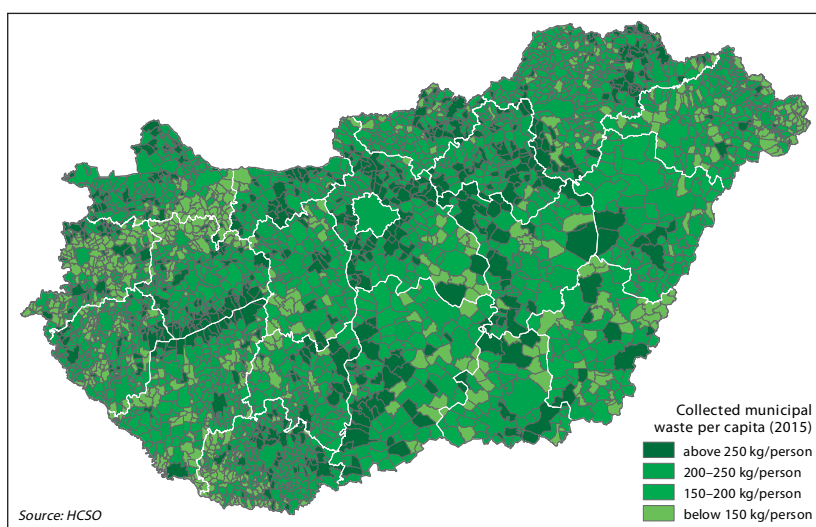 Collected municipal
waste per capita (2015)
above 250 kg/person
200–250 kg/person
150–200 kg/person
below 150 kg/person
Source: HCSO